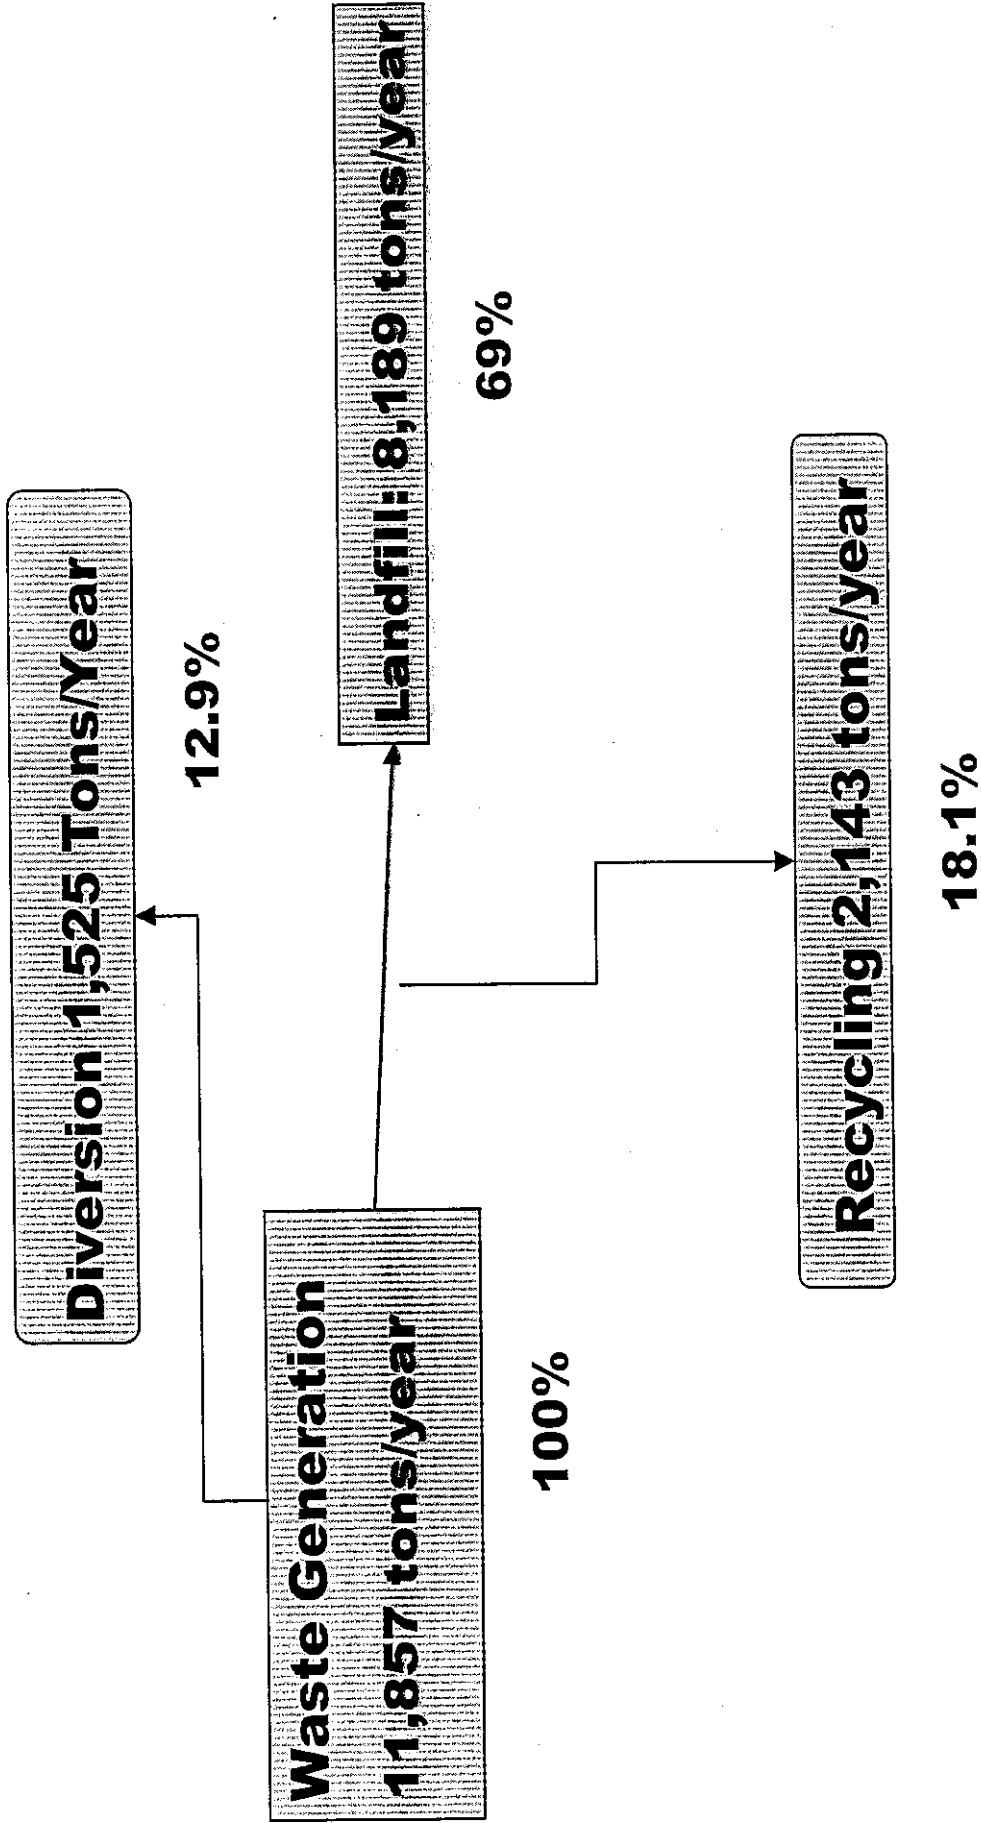 Diversion 1,525 Tons/Year
12.9%
Waste Generation
11,857 tons/year
100%
Landfill: 8,189 tons/year
69%
Recycling 2,143 tons/year
18.1%